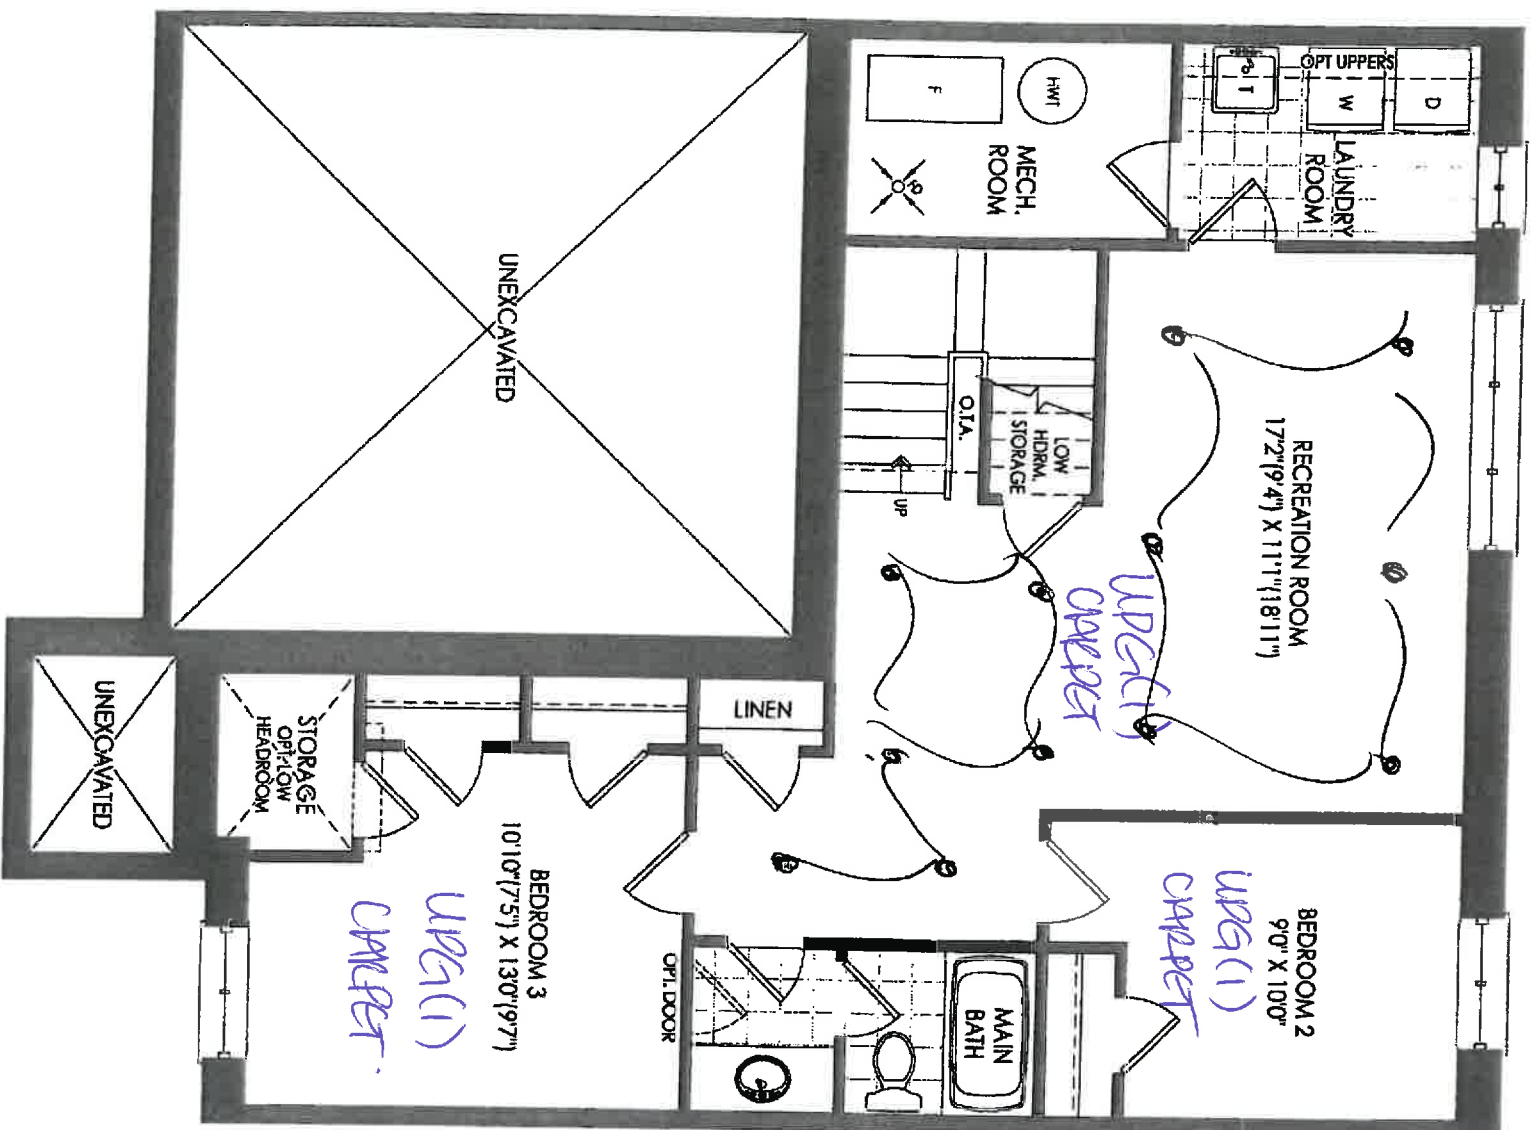 OPT UPPERS
T
W
D
LAUNDRY
ROOM
F
HWT
MECH.
ROOM
FD
UNEXCAVATED
O.T.A.
LOW
HDRM.
STORAGE
UP
RECREATION ROOM
17'2"(9'4") X 11'1"(18'11")
UPG(1)
CARPET
LINEN
STORAGE
OPT. LOW
HEADROOM
UNEXCAVATED
BEDROOM 3
10'10"(7'5") X 13'0"(9'7")
UPG(1)
CARPET.
OPT. DOOR
MAIN
BATH
BEDROOM 2
9'0" X 10'0"
UPG(1)
CARPET